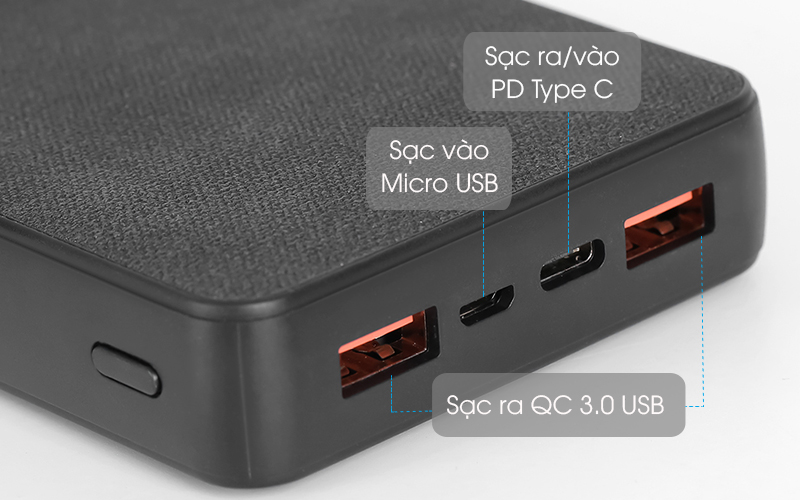 Sạc ra/vào
PD Type C
Sạc vào
Micro USB
Sạc ra QC 3.0 USB